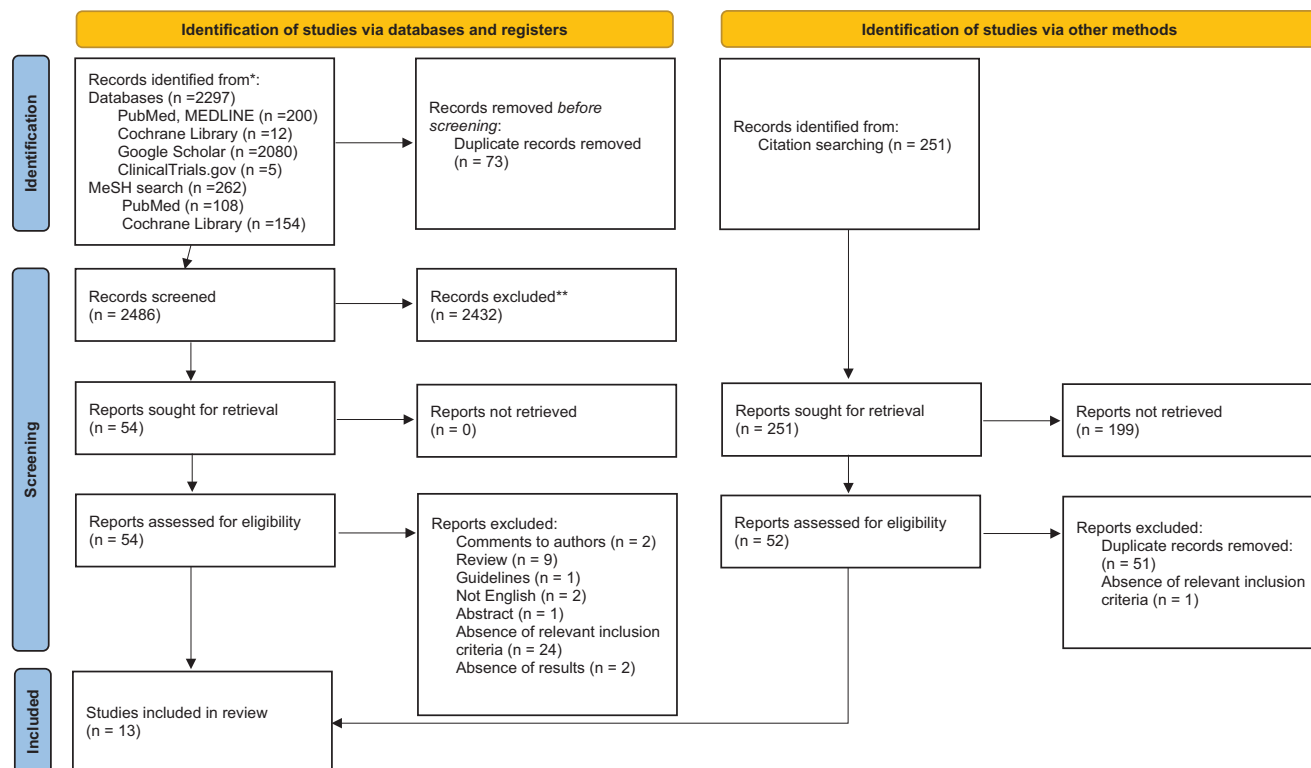 Identification of studies via databases and registers
Identification of studies via other methods
Identification
Records identified from*:
Databases (n =2297)
PubMed, MEDLINE (n =200)
Cochrane Library (n =12)
Google Scholar (n =2080)
ClinicalTrials.gov (n =5)
MeSH search (n =262)
PubMed (n =108)
Cochrane Library (n =154)
Records removed before
screening:
Duplicate records removed
(n = 73)
Records identified from:
Citation searching (n = 251)
Screening
Records screened
(n = 2486)
Records excluded**
(n = 2432)
Reports sought for retrieval
(n = 54)
Reports not retrieved
(n = 0)
Reports sought for retrieval
(n = 251)
Reports not retrieved
(n = 199)
Reports assessed for eligibility
(n = 54)
Reports excluded:
Comments to authors (n = 2)
Review (n = 9)
Guidelines (n = 1)
Not English (n = 2)
Abstract (n = 1)
Absence of relevant inclusion
criteria (n = 24)
Absence of results (n = 2)
Reports assessed for eligibility
(n = 52)
Reports excluded:
Duplicate records removed:
(n = 51)
Absence of relevant inclusion
criteria (n = 1)
Included
Studies included in review
(n = 13)